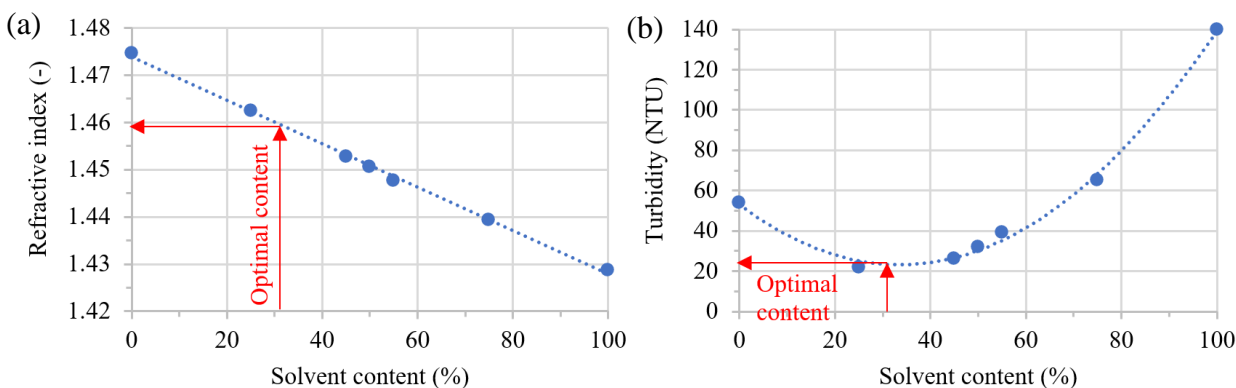 (a)
1.48
1.47
1.46
1.45
1.44
1.43
1.42
Refractive index (-)
Optimal content
0 20 40 60 80 100
Solvent content (%)
(b)
140
120
100
80
60
40
20
0
Turbidity (NTU)
Optimal
content
0 20 40 60 80 100
Solvent content (%)